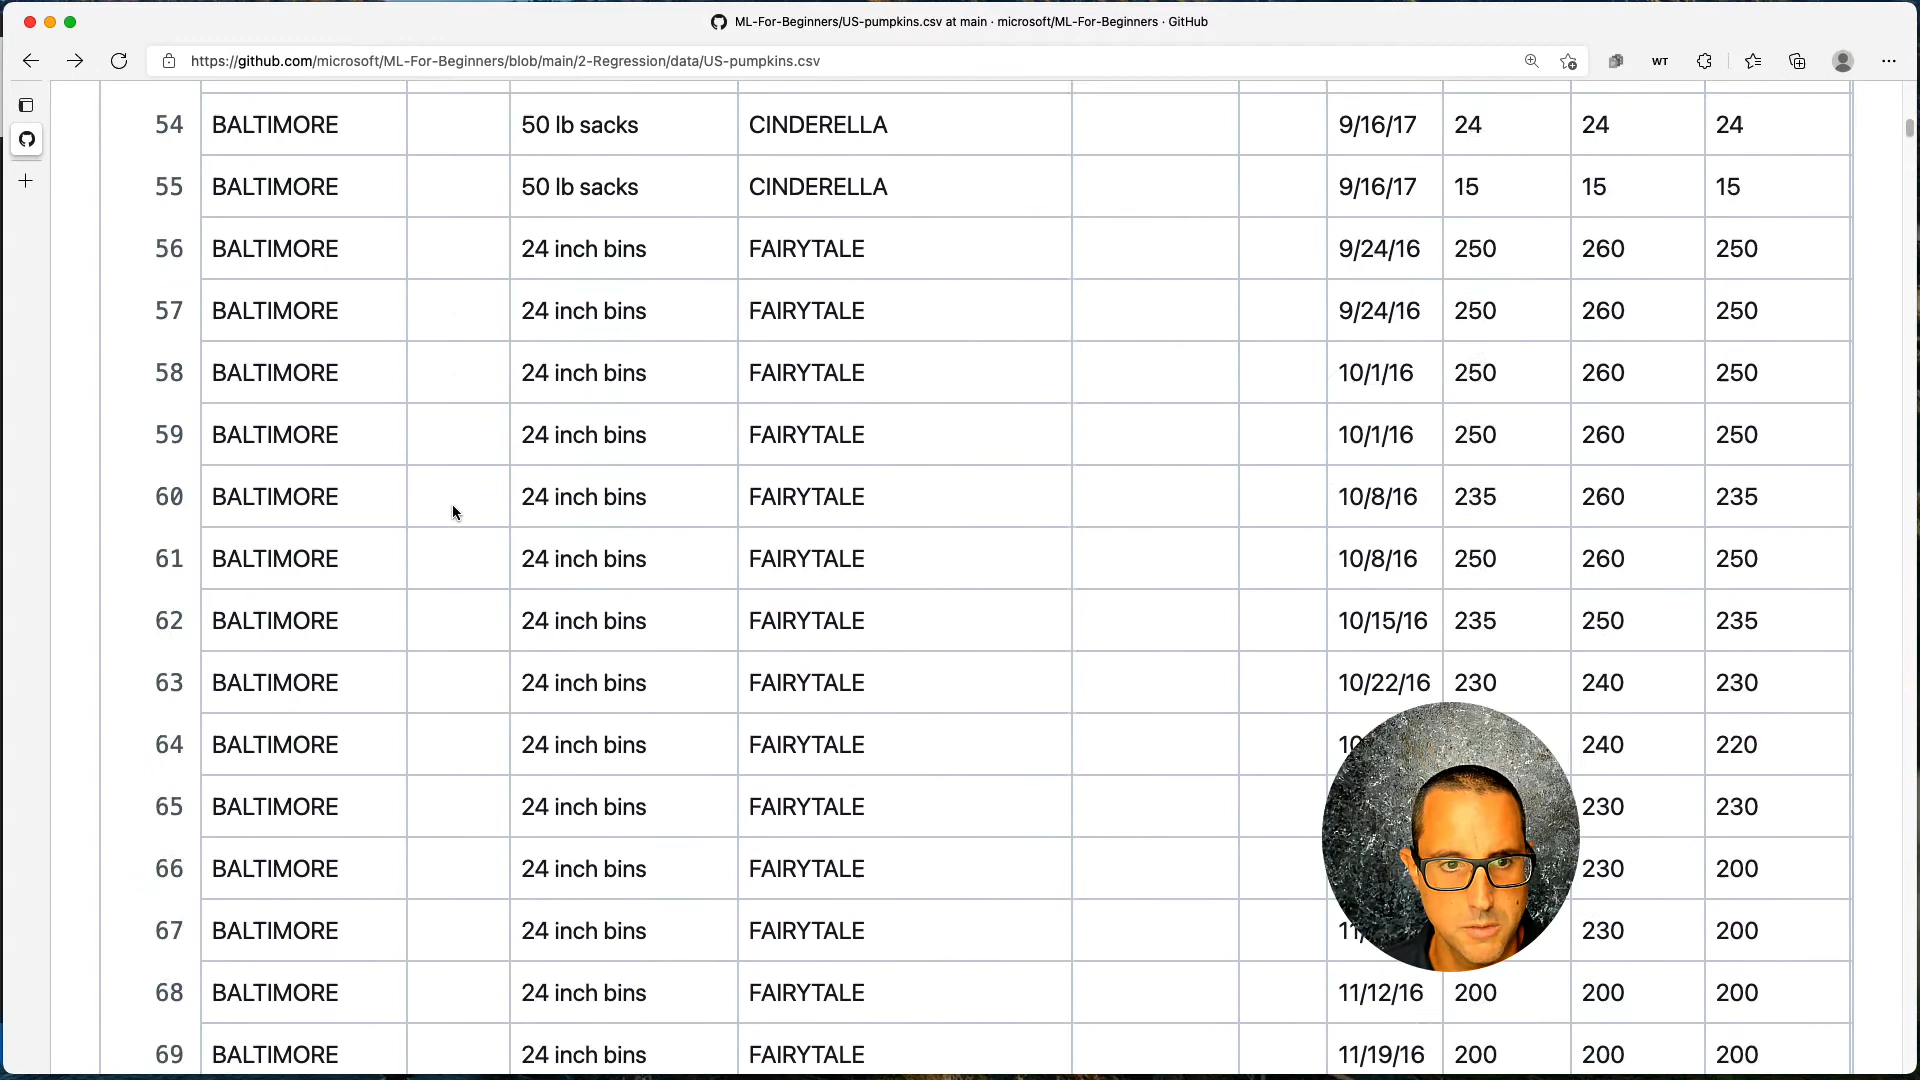 ML-For-Beginners/US-pumpkins.csv at main · microsoft/ML-For-Beginners · GitHub
https://github.com/microsoft/ML-For-Beginners/blob/main/2-Regression/data/US-pumpkins.csv
WT
54 BALTIMORE 50 lb sacks CINDERELLA 9/16/17 24 24 24
55 BALTIMORE 50 lb sacks CINDERELLA 9/16/17 15 15 15
56 BALTIMORE 24 inch bins FAIRYTALE 9/24/16 250 260 250
57 BALTIMORE 24 inch bins FAIRYTALE 9/24/16 250 260 250
58 BALTIMORE 24 inch bins FAIRYTALE 10/1/16 250 260 250
59 BALTIMORE 24 inch bins FAIRYTALE 10/1/16 250 260 250
60 BALTIMORE 24 inch bins FAIRYTALE 10/8/16 235 260 235
61 BALTIMORE 24 inch bins FAIRYTALE 10/8/16 250 260 250
62 BALTIMORE 24 inch bins FAIRYTALE 10/15/16 235 250 235
63 BALTIMORE 24 inch bins FAIRYTALE 10/22/16 230 240 230
64 BALTIMORE 24 inch bins FAIRYTALE 240 220
65 BALTIMORE 24 inch bins FAIRYTALE 230 230
66 BALTIMORE 24 inch bins FAIRYTALE 230 200
67 BALTIMORE 24 inch bins FAIRYTALE 230 200
68 BALTIMORE 24 inch bins FAIRYTALE 11/12/16 200 200 200
69 BALTIMORE 24 inch bins FAIRYTALE 11/19/16 200 200 200